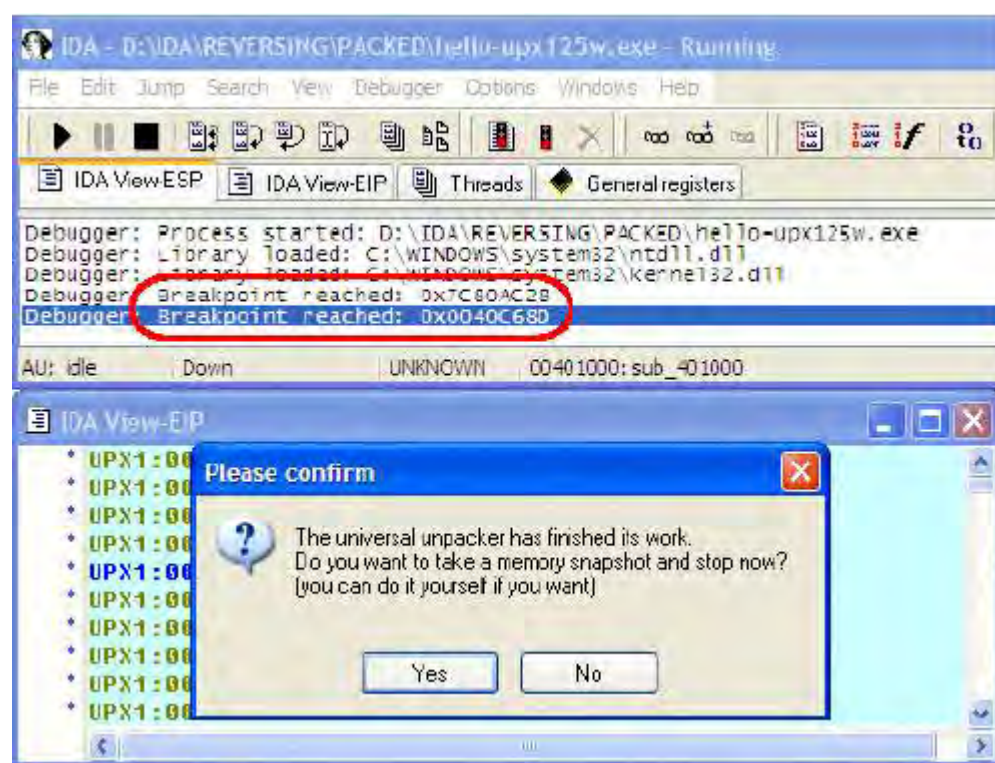 IDA - D:\IDA\REVERSING\PACKED\hello-upx125w.exe - Running
File Edit Jump Search View Debugger Options Windows Help
IDA View-ESP IDA View-EIP Threads General registers
Debugger: Process started: D:\IDA\REVERSING\PACKED\hello-upx125w.exe
Debugger: Library loaded: C:\WINDOWS\system32\ntdll.dll
Debugger: Library loaded: C:\WINDOWS\system32\kernel32.dll
Debugger: Breakpoint reached: 0x7C80AC28
Debugger: Breakpoint reached: 0x0040C68D
AU: idle Down UNKNOWN 00401000: sub_401000
IDA View-EIP
UPX1:00
UPX1:00
UPX1:00
UPX1:00
UPX1:00
UPX1:00
UPX1:00
UPX1:00
UPX1:00
UPX1:00
Please confirm
The universal unpacker has finished its work.
Do you want to take a memory snapshot and stop now?
(you can do it yourself if you want)
Yes No